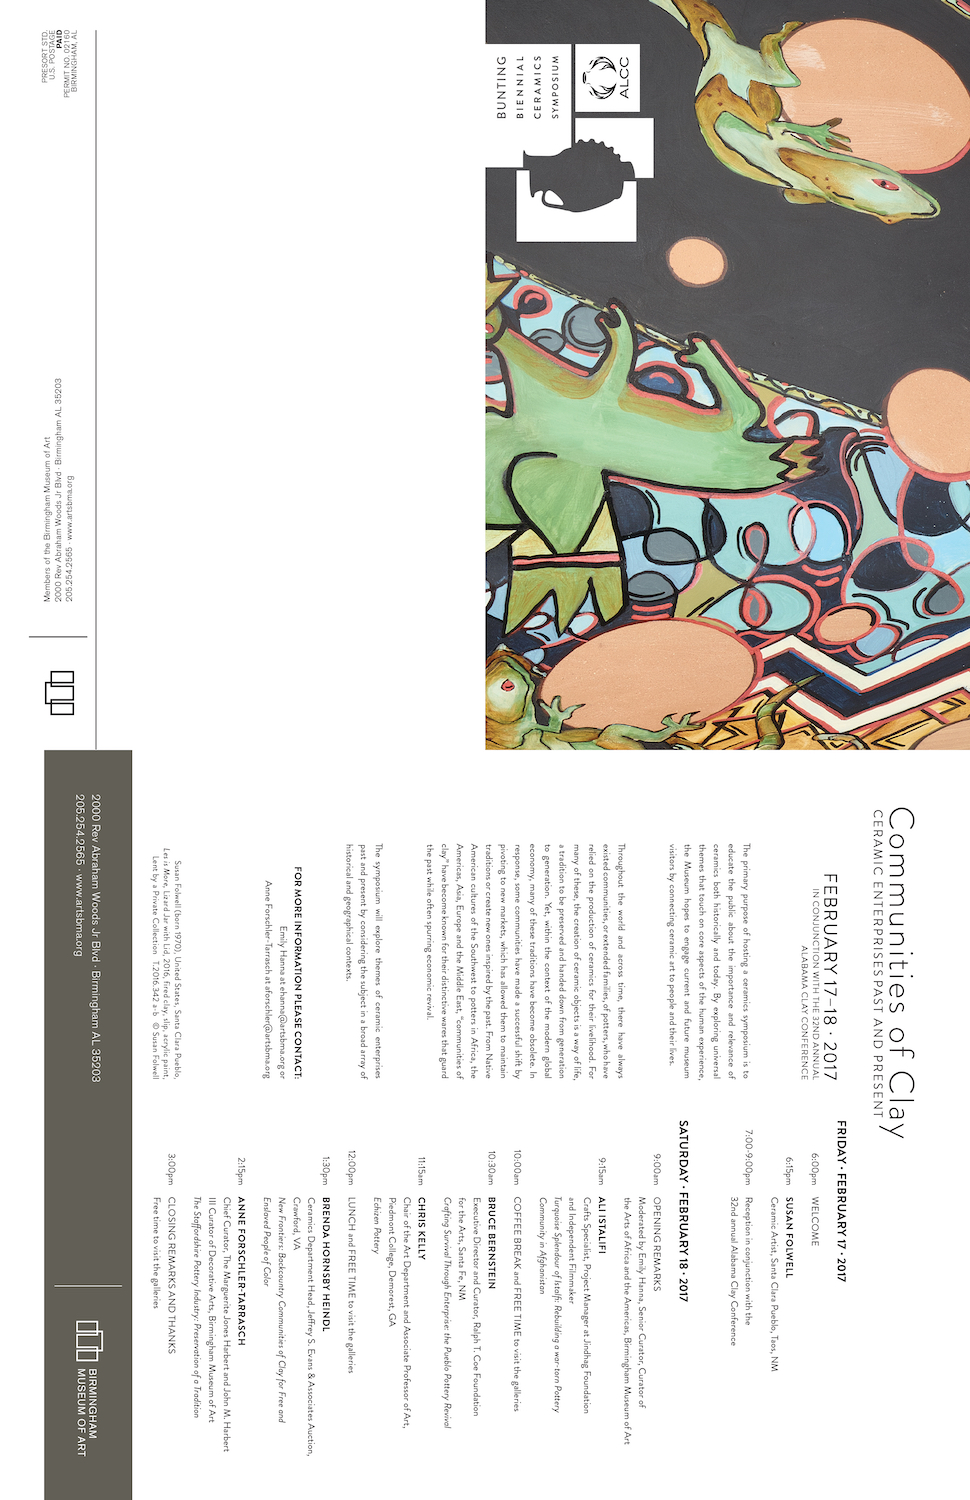 PRESORT STD.
U.S. POSTAGE
PAID
PERMIT NO. 02160
BIRMINGHAM, AL
Members of the Birmingham Museum of Art
2000 Rev Abraham Woods Jr Blvd · Birmingham AL 35203
205.254.2565 · www.artsbma.org
ALCC
BUNTING
BIENNIAL
CERAMICS
SYMPOSIUM
Communities of Clay
CERAMIC ENTERPRISES PAST AND PRESENT
FEBRUARY 17 – 18 · 2017
IN CONJUNCTION WITH THE 32ND ANNUAL
ALABAMA CLAY CONFERENCE
The primary purpose of hosting a ceramics symposium is to
educate the public about the importance and relevance of
ceramics both historically and today. By exploring universal
themes that touch on core aspects of the human experience,
the Museum hopes to engage current and future museum
visitors by connecting ceramic art to people and their lives.
Throughout the world and across time, there have always
existed communities, or extended families, of potters, who have
relied on the production of ceramics for their livelihood. For
many of these, the creation of ceramic objects is a way of life,
a tradition to be preserved and handed down from generation
to generation. Yet, within the context of the modern global
economy, many of these traditions have become obsolete. In
response, some communities have made a successful shift by
pivoting to new markets, which has allowed them to maintain
traditions or create new ones inspired by the past. From Native
American cultures of the Southwest to potters in Africa, the
Americas, Asia, Europe and the Middle East, "communities of
clay" have become known for their distinctive wares that guard
the past while often spurring economic revival.
The symposium will explore themes of ceramic enterprises
past and present by considering the subject in a broad array of
historical and geographical contexts.
FOR MORE INFORMATION PLEASE CONTACT:
Emily Hanna at ehanna@artsbma.org or
Anne Forschler-Tarrasch at aforschler@artsbma.org
Susan Folwell (born 1970), United States, Santa Clara Pueblo,
Les is More, Lizard Jar with Lid, 2016, fired clay, slip, acrylic paint,
Lent by a Private Collection T.2016.342 a-b © Susan Folwell
FRIDAY · FEBRUARY 17 · 2017
6:00pm WELCOME
6:15pm SUSAN FOLWELL
Ceramic Artist, Santa Clara Pueblo, Taos, NM
7:00-9:00pm Reception in conjunction with the
32nd annual Alabama Clay Conference
SATURDAY · FEBRUARY 18 · 2017
9:00am OPENING REMARKS
Moderated by Emily Hanna, Senior Curator, Curator of
the Arts of Africa and the Americas, Birmingham Museum of Art
9:15am ALI ISTALIFI
Crafts Specialist, Project Manager at Jindhag Foundation
and Independent Filmmaker
Turquoise Splendour of Istalif: Rebuilding a war-torn Pottery
Community in Afghanistan
10:00am COFFEE BREAK and FREE TIME to visit the galleries
10:30am BRUCE BERNSTEIN
Executive Director and Curator, Ralph T. Coe Foundation
for the Arts, Santa Fe, NM
Crafting Survival Through Enterprise: the Pueblo Pottery Revival
11:15am CHRIS KELLY
Chair of the Art Department and Associate Professor of Art,
Piedmont College, Demorest, GA
Echizen Pottery
12:00pm LUNCH and FREE TIME to visit the galleries
1:30pm BRENDA HORNSBY HEINDL
Ceramics Department Head, Jeffrey S. Evans & Associates Auction,
Crawford, VA
New Frontiers: Backcountry Communities of Clay for Free and
Enslaved People of Color
2:15pm ANNE FORSCHLER-TARRASCH
Chief Curator, The Marguerite Jones Harbert and John M. Harbert
III Curator of Decorative Arts, Birmingham Museum of Art
The Staffordshire Pottery Industry: Preservation of a Tradition
3:00pm CLOSING REMARKS AND THANKS
Free time to visit the galleries
2000 Rev Abraham Woods Jr Blvd · Birmingham AL 35203
205.254.2565 · www.artsbma.org
BIRMINGHAM
MUSEUM OF ART